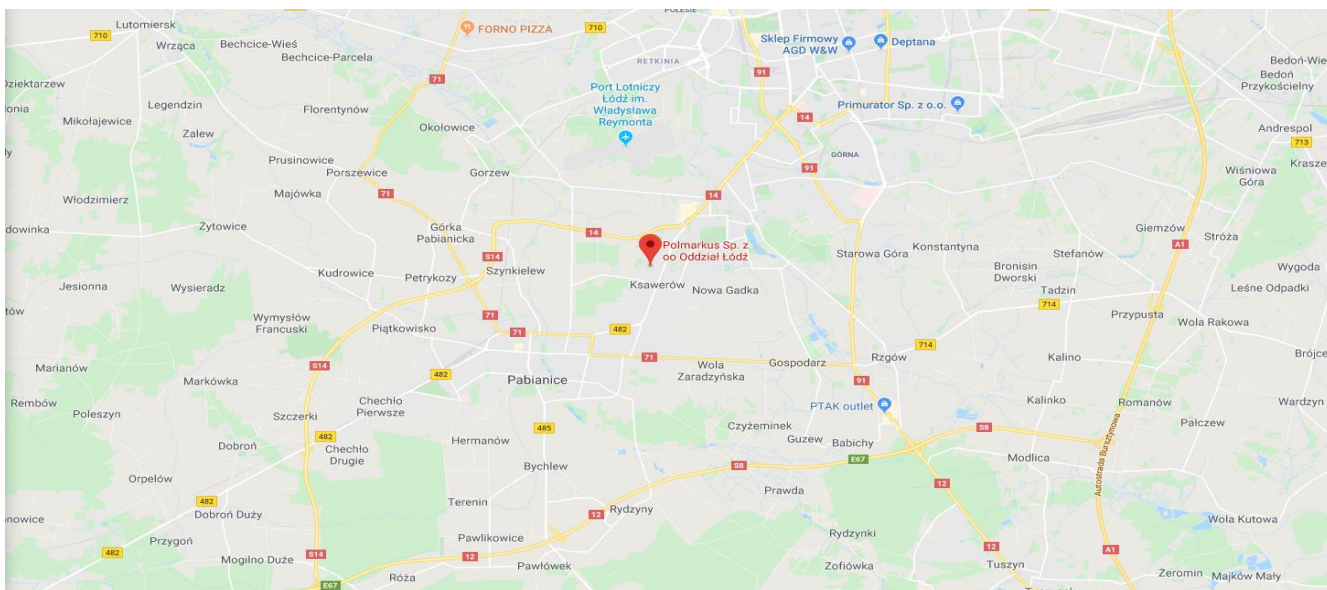 POLESIE
Lutomiersk
FORNO PIZZA
710
710
Wrząca
Bechcice-Wieś
Bechcice-Parcela
Sklep Firmowy
AGD W&W
Deptana
RETKINIA
Bedoń
Przykościelny
71
91
Port Lotniczy
Łódź im.
Władysława
Reymonta
Legendzin
Florentynów
Primurator Sp. z o.o.
Mikołajewice
Okołowice
14
Andrespol
Zalew
713
GÓRNA
Prusinowice
Porszewice
Gorzew
91
Wiśniowa
Góra
Majówka
71
14
Włodzimierz
Żytowice
Górka
Pabianicka
14
Giemzów
Stróża
A1
Polmarkus Sp. z
oo Oddział Łódź
Starowa Góra
Konstantyna
Stefanów
S14
Szynkielew
Bronisin
Dworski
Wygoda
Kudrowice
Petrykozy
Ksawerów
Nowa Gadka
Tadzin
Leśne Odpadki
Jesionna
Wysieradz
714
Wymysłów
Francuski
71
Przypusta
Wola Rakowa
Piątkowisko
71
482
714
S14
71
Rzgów
Kalino
Marianów
Wola
Zaradzyńska
Gospodarz
482
Markówka
Pabianice
91
Chechło
Pierwsze
Rembów
Poleszyn
PTAK outlet
Kalinko
Romanów
Wardzyn
Szczerki
Pałczew
485
Czyżeminek
S8
482
Guzew
Babichy
Dobroń
Chechło
Drugie
Hermanów
Autostrada Bursztynowa
Modlica
E67
Bychlew
S8
Orpelów
12
Prawda
482
Terenin
Rydzyny
Dobroń Duży
12
Wola Kutowa
Przygoń
Pawlikowice
Rydzynki
482
Mogilno Duże
S14
12
12
A1
Pawłówek
Zofiówka
Tuszyn
Róża
Żeromin
Majków Mały
E67